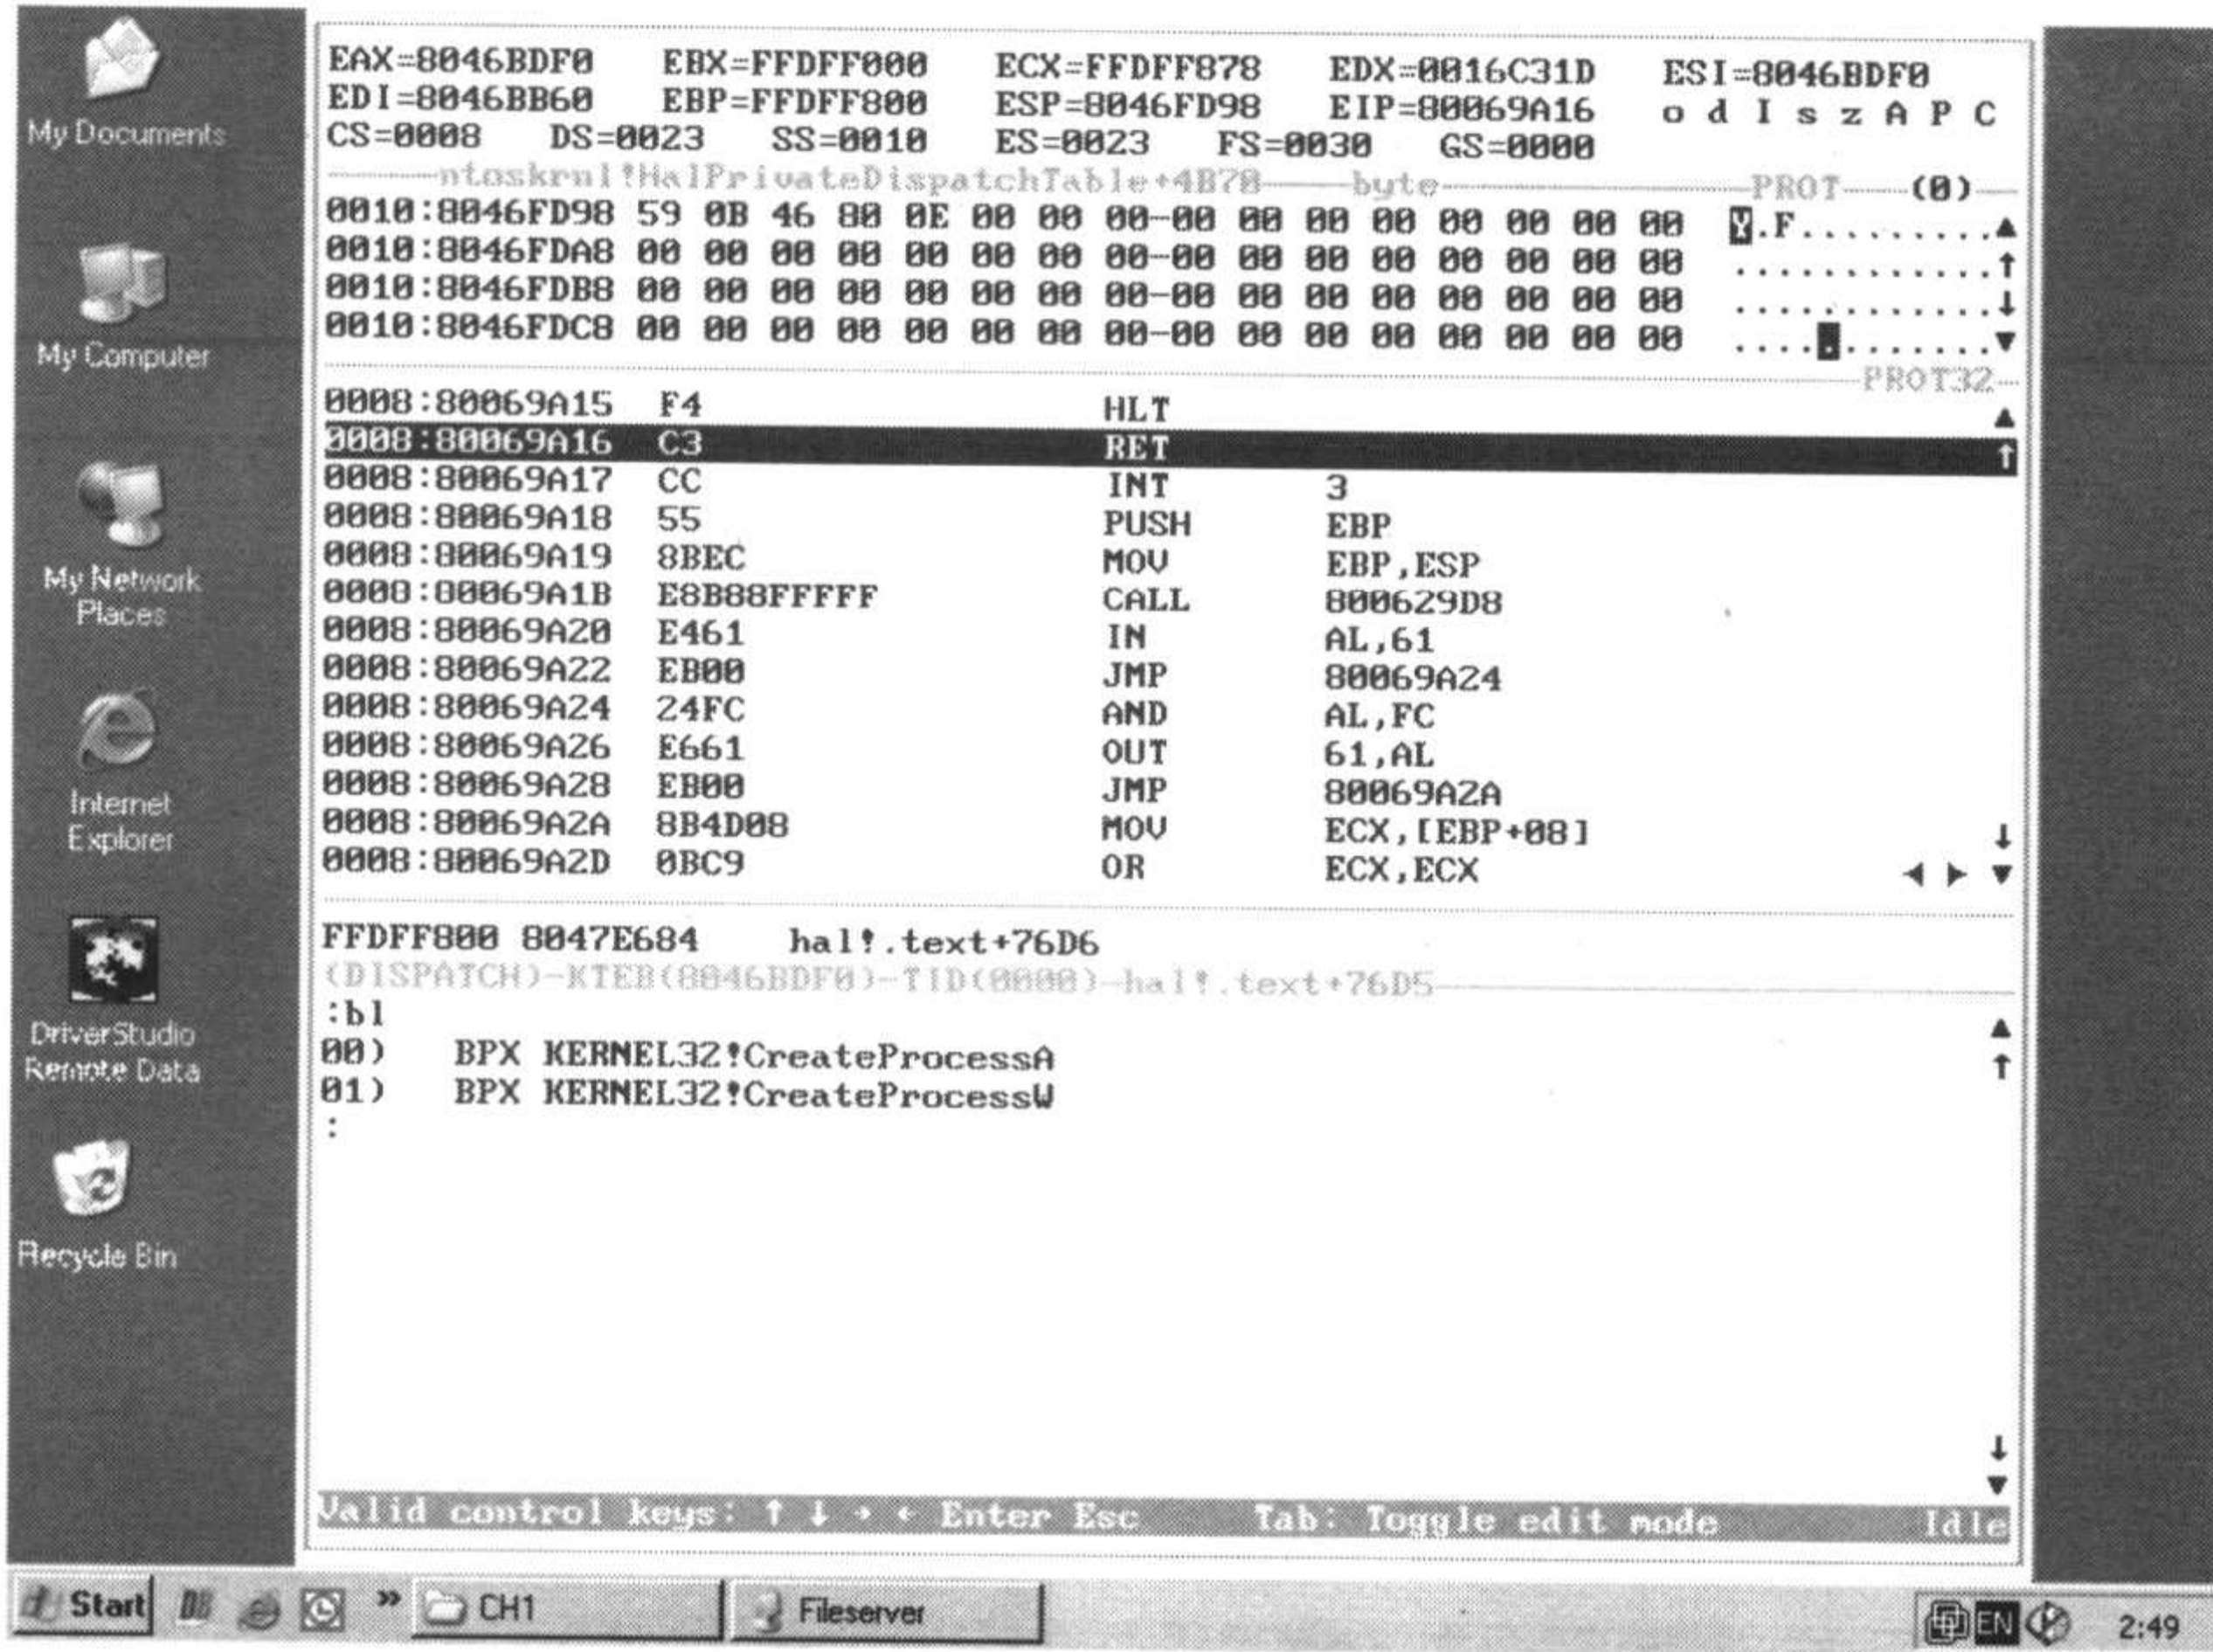 My Documents
My Computer
My Network
Places
Internet
Explorer
DriverStudio
Remote Data
Recycle Bin
EAX=8046BDF0 EBX=FFDFF000 ECX=FFDFF878 EDX=0016C31D ESI=8046BDF0
EDI=8046BB60 EBP=FFDFF800 ESP=8046FD98 EIP=80069A16 o d I s z A P C
CS=0008 DS=0023 SS=0010 ES=0023 FS=0030 GS=0000
ntoskrnl!HalPrivateDispatchTable+4B78 byte PROT (0)
0010:8046FD98 59 0B 46 80 0E 00 00 00-00 00 00 00 00 00 00 00 Y.F.........
0010:8046FDA8 00 00 00 00 00 00 00 00-00 00 00 00 00 00 00 00 ............
0010:8046FDB8 00 00 00 00 00 00 00 00-00 00 00 00 00 00 00 00 ............
0010:8046FDC8 00 00 00 00 00 00 00 00-00 00 00 00 00 00 00 00 ............
PROT32
0008:80069A15 F4 HLT
0008:80069A16 C3 RET
0008:80069A17 CC INT 3
0008:80069A18 55 PUSH EBP
0008:80069A19 8BEC MOV EBP,ESP
0008:80069A1B E8B88FFFFF CALL 800629D8
0008:80069A20 E461 IN AL,61
0008:80069A22 EB00 JMP 80069A24
0008:80069A24 24FC AND AL,FC
0008:80069A26 E661 OUT 61,AL
0008:80069A28 EB00 JMP 80069A2A
0008:80069A2A 8B4D08 MOV ECX,[EBP+08]
0008:80069A2D 0BC9 OR ECX,ECX
FFDFF800 8047E684 hal!.text+76D6
(DISPATCH)-KTEB(8046BDF0)-TID(0000)-hal!.text+76D5
:bl
00) BPX KERNEL32!CreateProcessA
01) BPX KERNEL32!CreateProcessW
:
Valid control keys: ↑ ↓ → ← Enter Esc Tab: Toggle edit mode Idle
Start » CH1 Fileserver EN 2:49